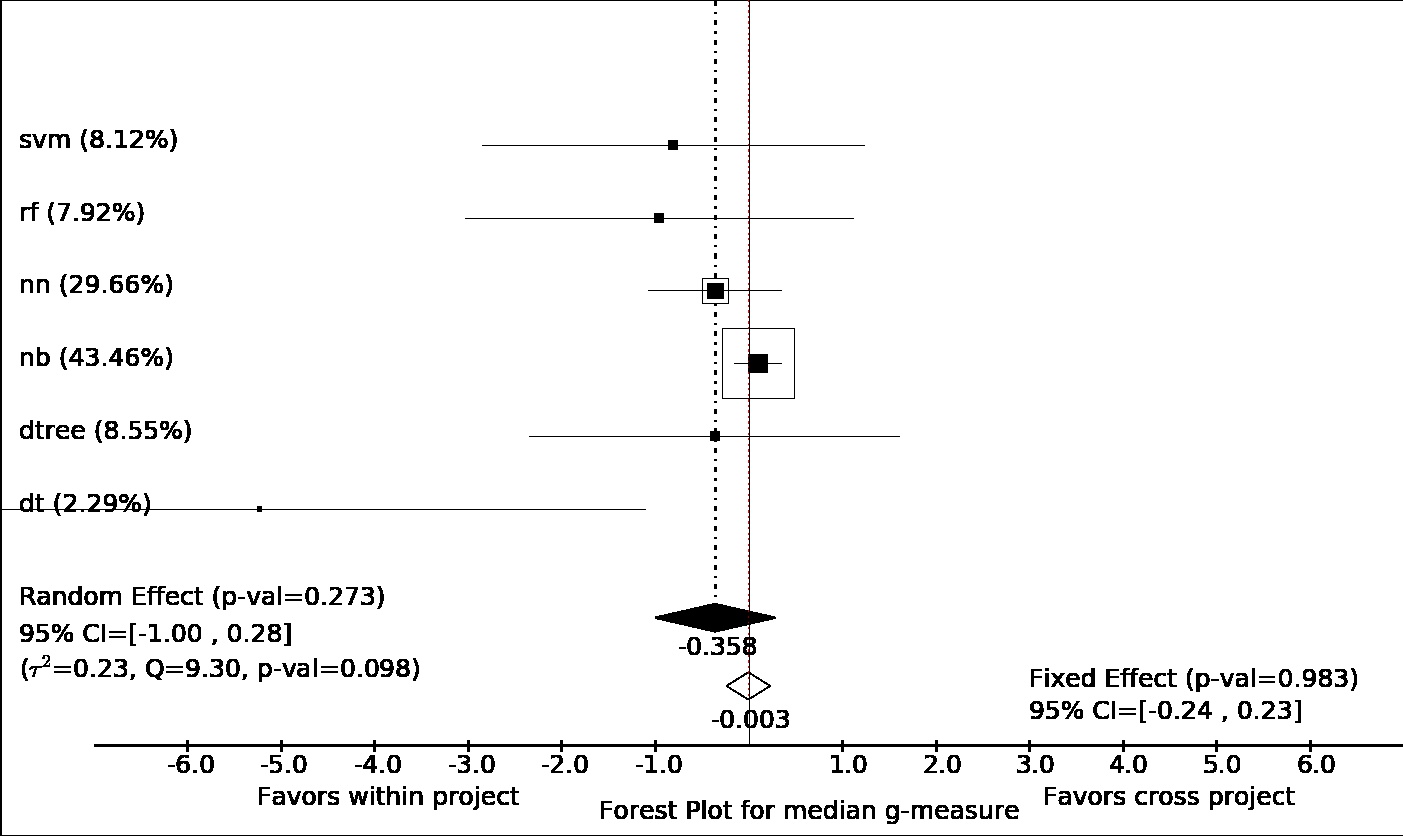 svm (8.12%)
rf (7.92%)
nn (29.66%)
nb (43.46%)
dtree (8.55%)
dt (2.29%)
Random Effect (p-val=0.273)
95% CI=[-1.00 , 0.28]
(τ²=0.23, Q=9.30, p-val=0.098)
-0.358
-0.003
Fixed Effect (p-val=0.983)
95% CI=[-0.24 , 0.23]
-6.0 -5.0 -4.0 -3.0 -2.0 -1.0 1.0 2.0 3.0 4.0 5.0 6.0
Favors within project
Forest Plot for median g-measure
Favors cross project